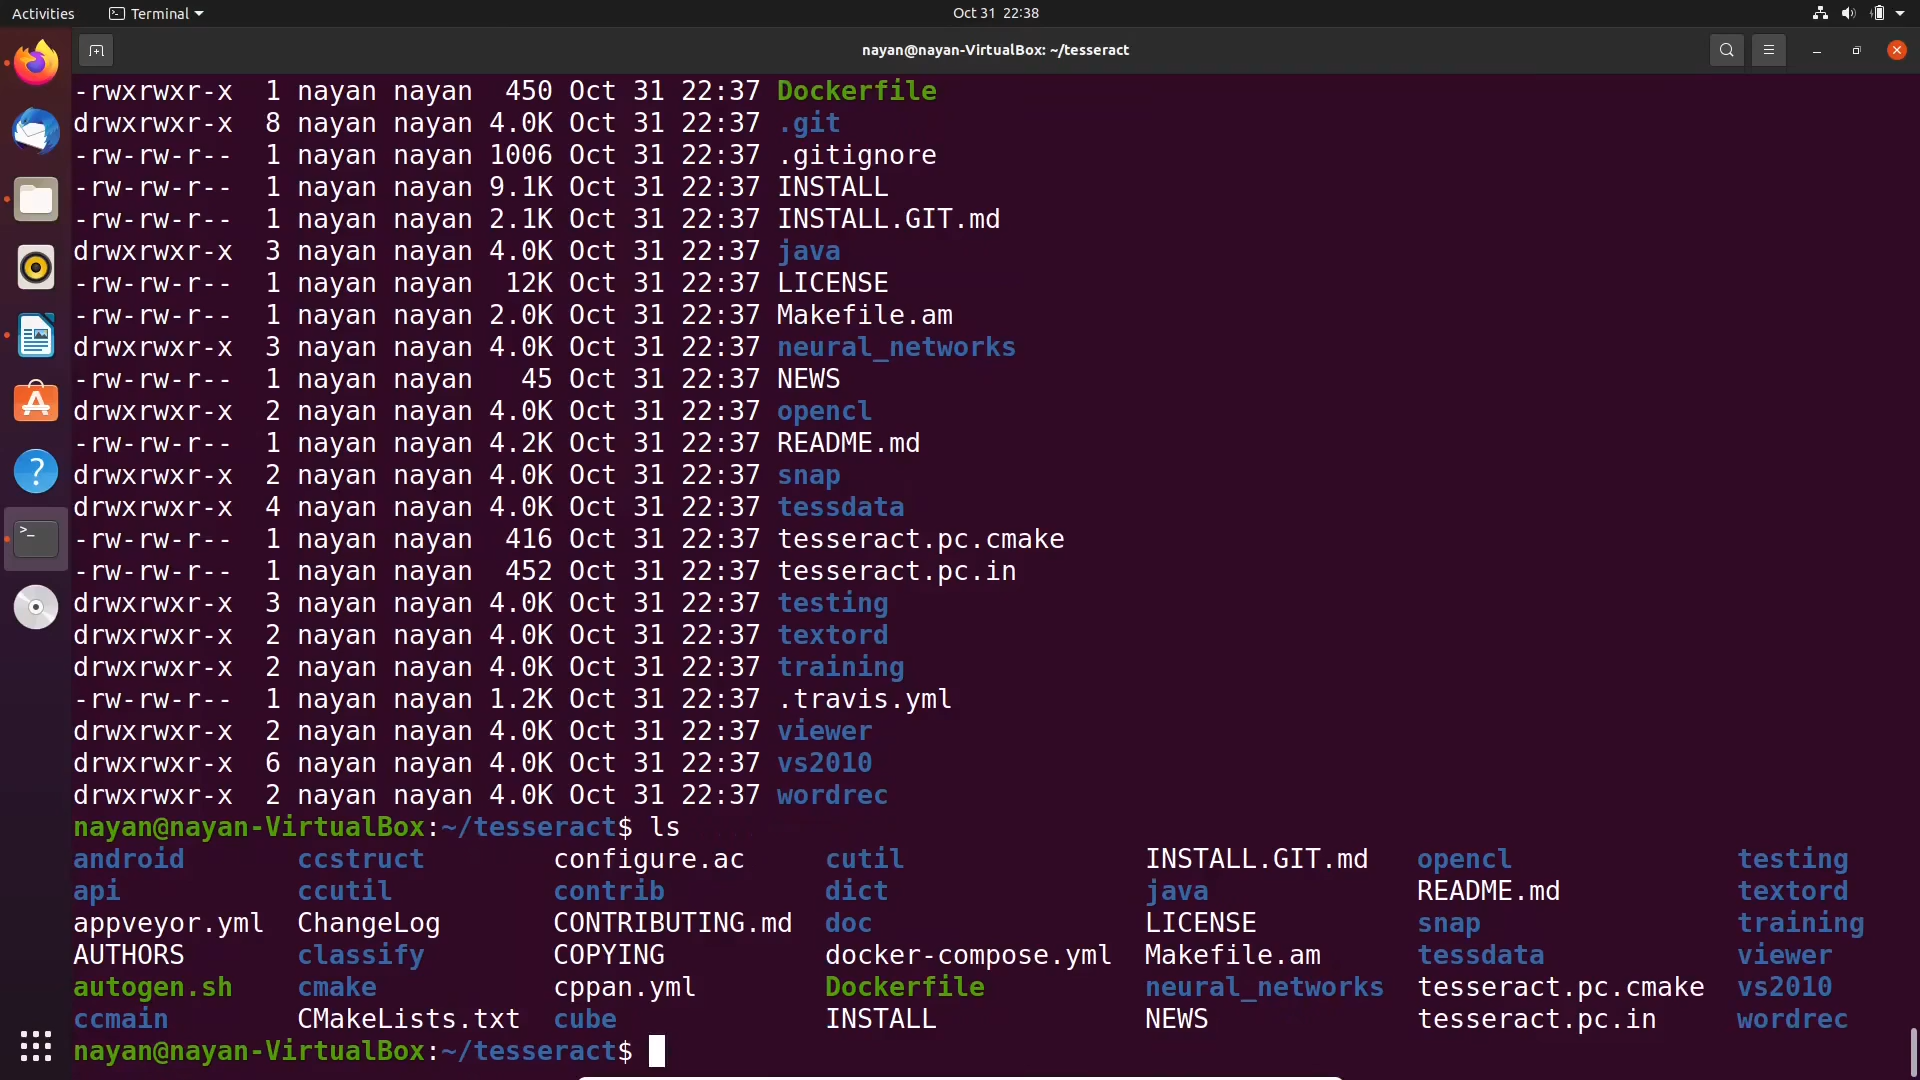 Activities Terminal Oct 31 22:38
nayan@nayan-VirtualBox: ~/tesseract
-rwxrwxr-x  1 nayan nayan  450 Oct 31 22:37 Dockerfile
drwxrwxr-x  8 nayan nayan 4.0K Oct 31 22:37 .git
-rw-rw-r--  1 nayan nayan 1006 Oct 31 22:37 .gitignore
-rw-rw-r--  1 nayan nayan 9.1K Oct 31 22:37 INSTALL
-rw-rw-r--  1 nayan nayan 2.1K Oct 31 22:37 INSTALL.GIT.md
drwxrwxr-x  3 nayan nayan 4.0K Oct 31 22:37 java
-rw-rw-r--  1 nayan nayan  12K Oct 31 22:37 LICENSE
-rw-rw-r--  1 nayan nayan 2.0K Oct 31 22:37 Makefile.am
drwxrwxr-x  3 nayan nayan 4.0K Oct 31 22:37 neural_networks
-rw-rw-r--  1 nayan nayan   45 Oct 31 22:37 NEWS
drwxrwxr-x  2 nayan nayan 4.0K Oct 31 22:37 opencl
-rw-rw-r--  1 nayan nayan 4.2K Oct 31 22:37 README.md
drwxrwxr-x  2 nayan nayan 4.0K Oct 31 22:37 snap
drwxrwxr-x  4 nayan nayan 4.0K Oct 31 22:37 tessdata
-rw-rw-r--  1 nayan nayan  416 Oct 31 22:37 tesseract.pc.cmake
-rw-rw-r--  1 nayan nayan  452 Oct 31 22:37 tesseract.pc.in
drwxrwxr-x  3 nayan nayan 4.0K Oct 31 22:37 testing
drwxrwxr-x  2 nayan nayan 4.0K Oct 31 22:37 textord
drwxrwxr-x  2 nayan nayan 4.0K Oct 31 22:37 training
-rw-rw-r--  1 nayan nayan 1.2K Oct 31 22:37 .travis.yml
drwxrwxr-x  2 nayan nayan 4.0K Oct 31 22:37 viewer
drwxrwxr-x  6 nayan nayan 4.0K Oct 31 22:37 vs2010
drwxrwxr-x  2 nayan nayan 4.0K Oct 31 22:37 wordrec
nayan@nayan-VirtualBox:~/tesseract$ ls
android ccstruct configure.ac cutil INSTALL.GIT.md opencl testing
api ccutil contrib dict java README.md textord
appveyor.yml ChangeLog CONTRIBUTING.md doc LICENSE snap training
AUTHORS classify COPYING docker-compose.yml Makefile.am tessdata viewer
autogen.sh cmake cppan.yml Dockerfile neural_networks tesseract.pc.cmake vs2010
ccmain CMakeLists.txt cube INSTALL NEWS tesseract.pc.in wordrec
nayan@nayan-VirtualBox:~/tesseract$